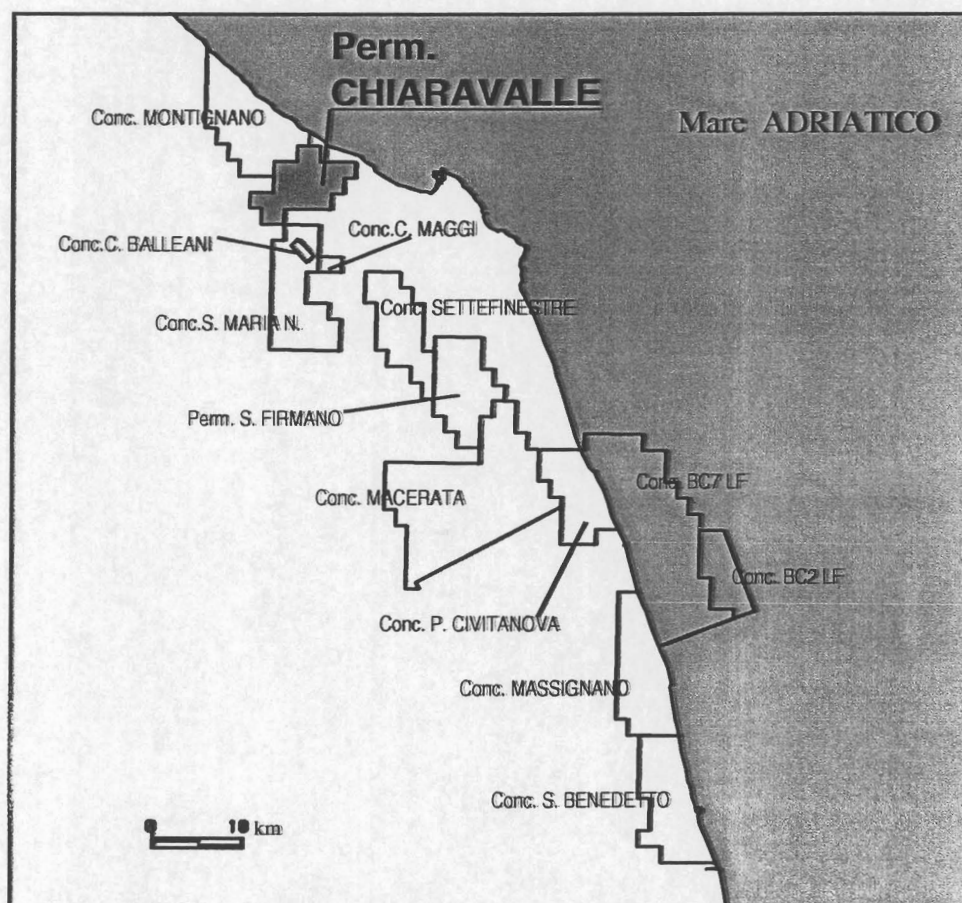 Perm.
CHIARAVALLE
Mare ADRIATICO
Conc. MONTIGNANO
Conc.C. MAGGI
Conc.C. BALLEANI
Conc. SETTEFINESTRE
Conc.S. MARIA N.
Perm. S. FIRMANO
Conc. BC7 LF
Conc. MACERATA
Conc. BC2 LF
Conc. P. CIVITANOVA
Conc. MASSIGNANO
Conc. S. BENEDETTO
0 10 km